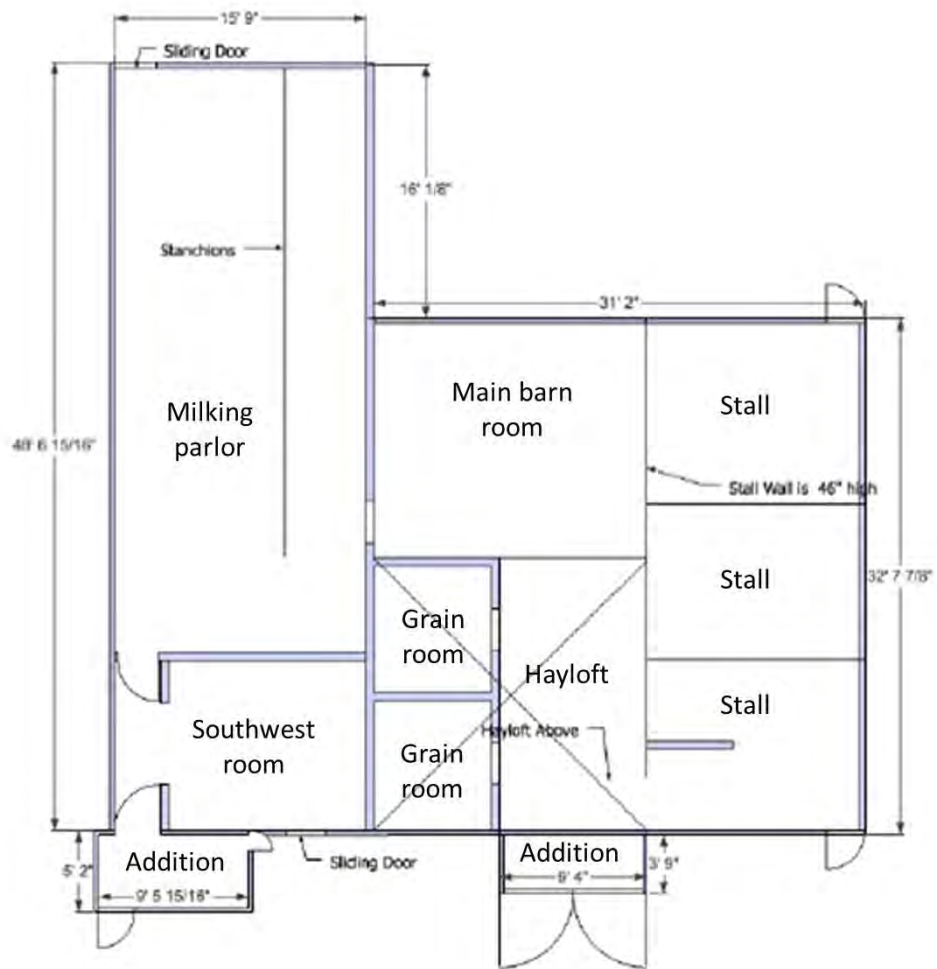 15' 9"
Sliding Door
16' 1/8"
Stanchions
31' 2"
Main barn
room
Stall
Milking
parlor
48' 6 15/16"
Stall Wall is 46" high
Stall
32' 7 7/8"
Grain
room
Hayloft
Stall
Southwest
room
Hayloft Above
Grain
room
Addition
Sliding Door
Addition
5' 2"
9' 5 15/16"
9' 4"
3' 9"